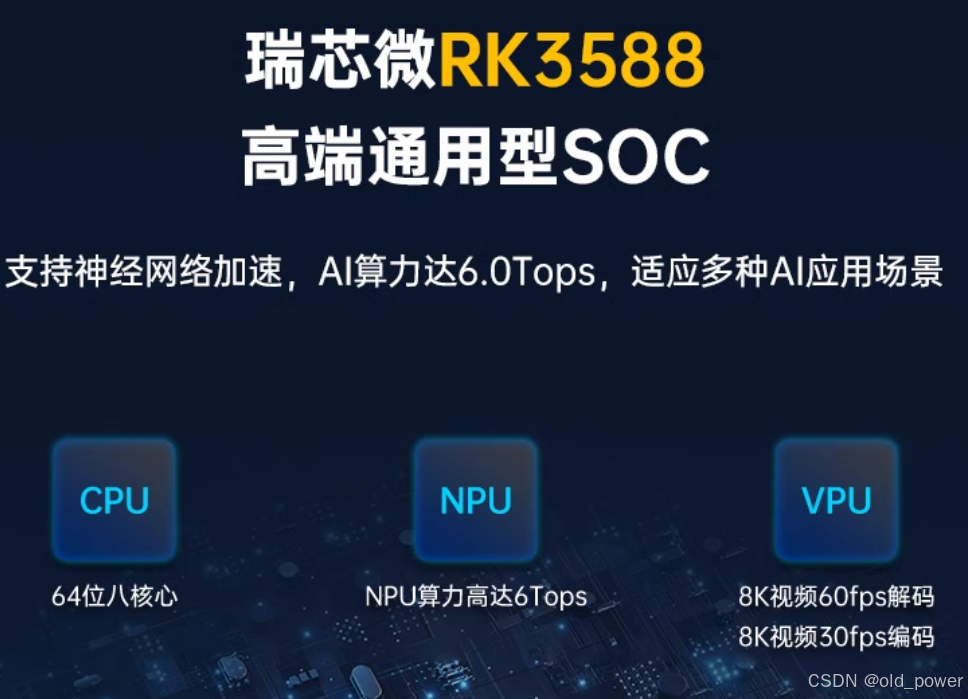 瑞芯微RK3588
高端通用型SOC
支持神经网络加速，AI算力达6.0Tops，适应多种AI应用场景
CPU
NPU
VPU
64位八核心
NPU算力高达6Tops
8K视频60fps解码
8K视频30fps编码
CSDN @old_power